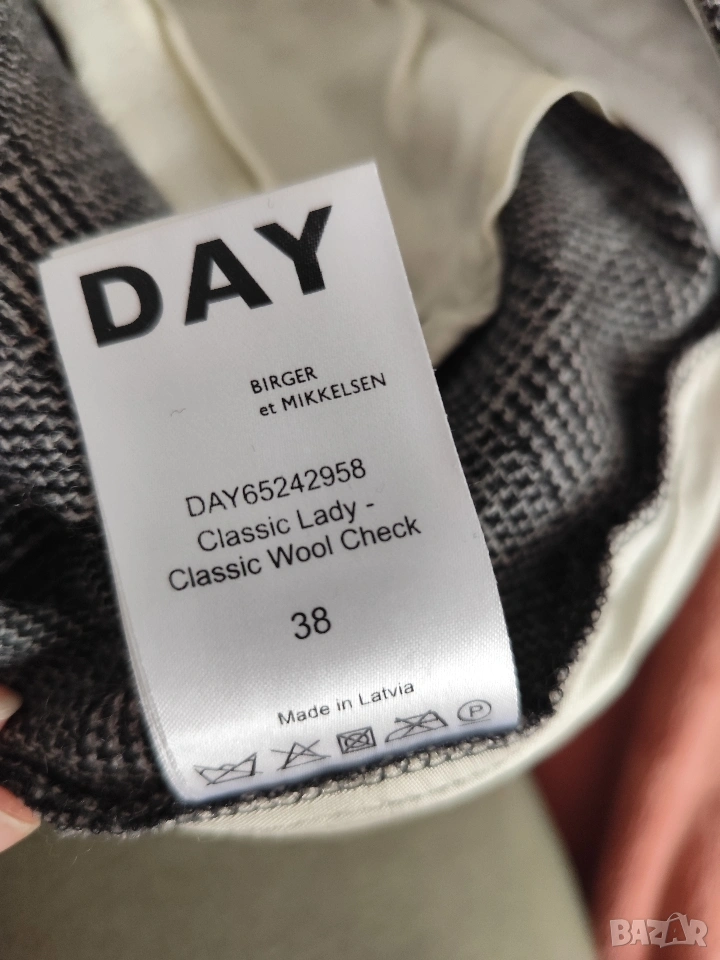 DAY
BIRGER
et MIKKELSEN
DAY65242958
Classic Lady -
Classic Wool Check
38
Made in Latvia
P
BAZAR